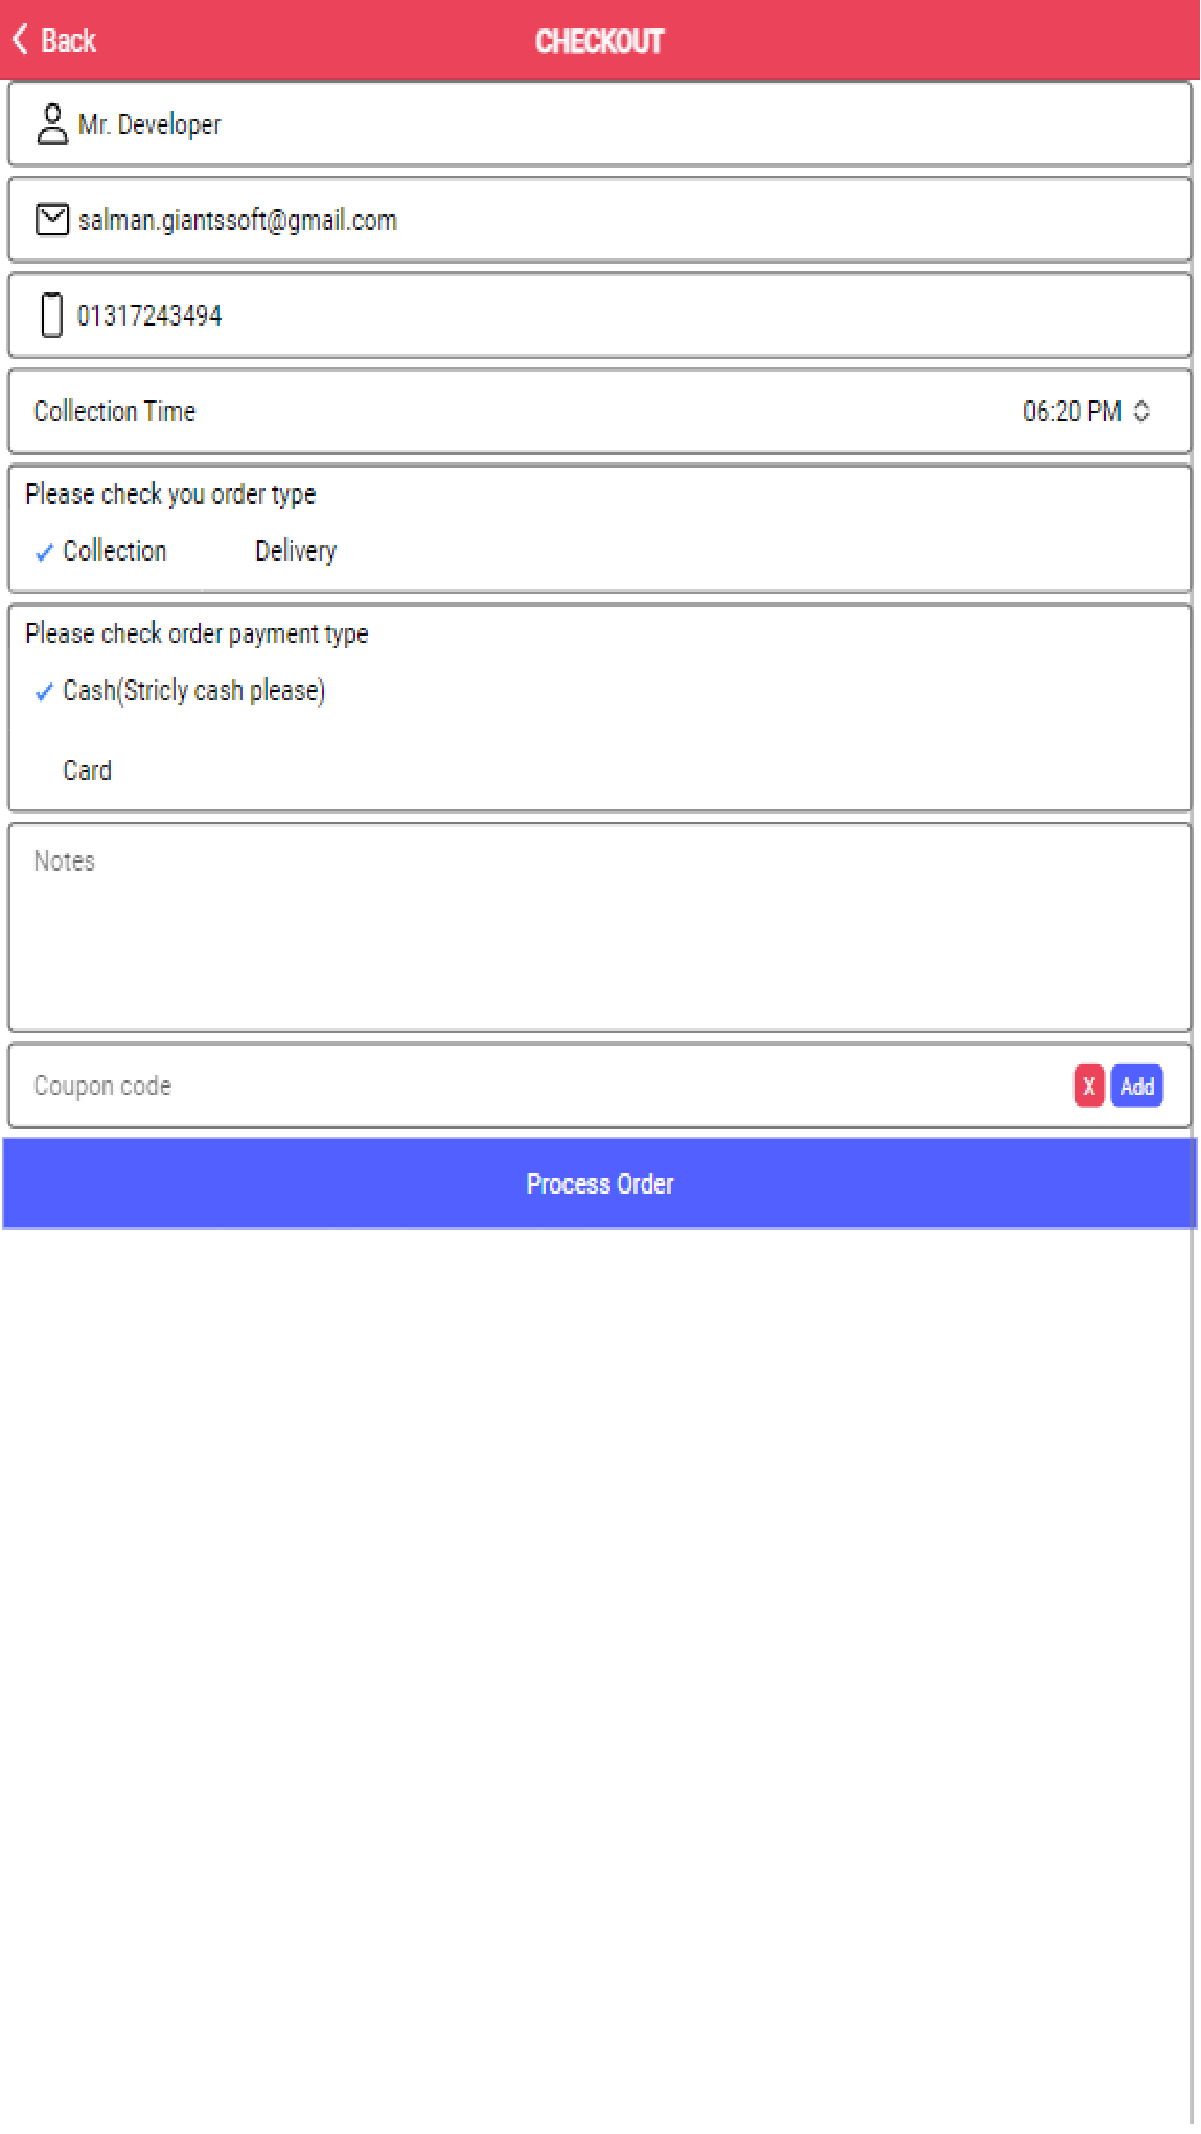 Back
CHECKOUT
Mr. Developer
salman.giantssoft@gmail.com
01317243494
Collection Time 06:20 PM
Please check you order type
Collection Delivery
Please check order payment type
Cash(Stricly cash please)
Card
Notes
Coupon code X Add
Process Order